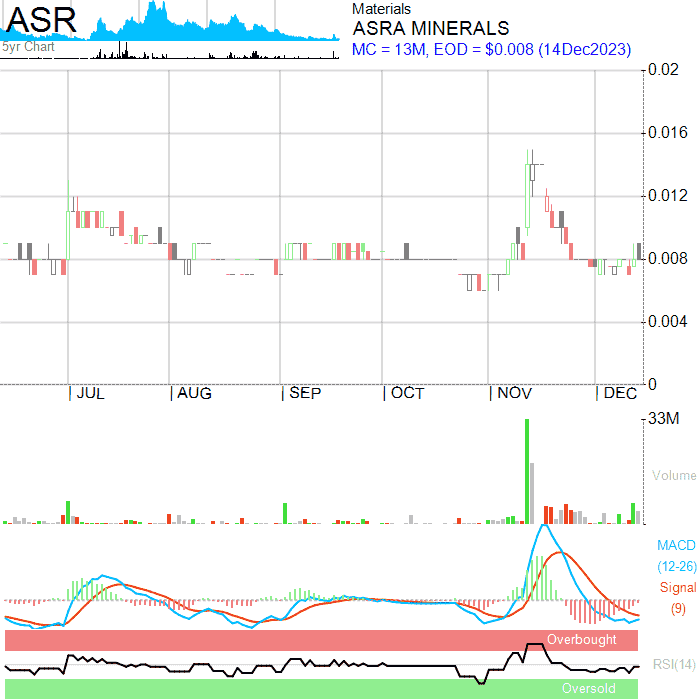 ASR
5yr Chart
Materials
ASRA MINERALS
MC = 13M, EOD = $0.008 (14Dec2023)
0.02
0.016
0.012
0.008
0.004
0
JUL AUG SEP OCT NOV DEC
33M
Volume
MACD
(12-26)
Signal
(9)
Overbought
RSI(14)
Oversold